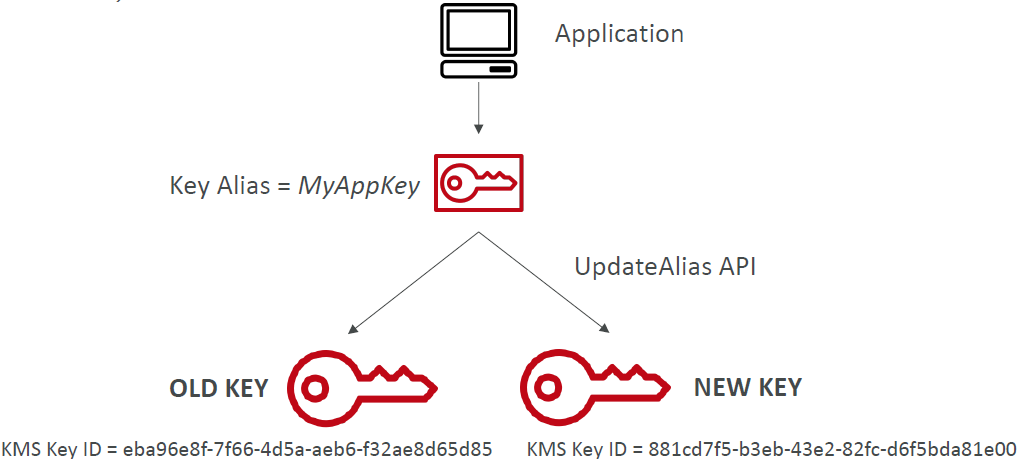 Application
Key Alias = MyAppKey
UpdateAlias API
OLD KEY
NEW KEY
KMS Key ID = eba96e8f-7f66-4d5a-aeb6-f32ae8d65d85
KMS Key ID = 881cd7f5-b3eb-43e2-82fc-d6f5bda81e00